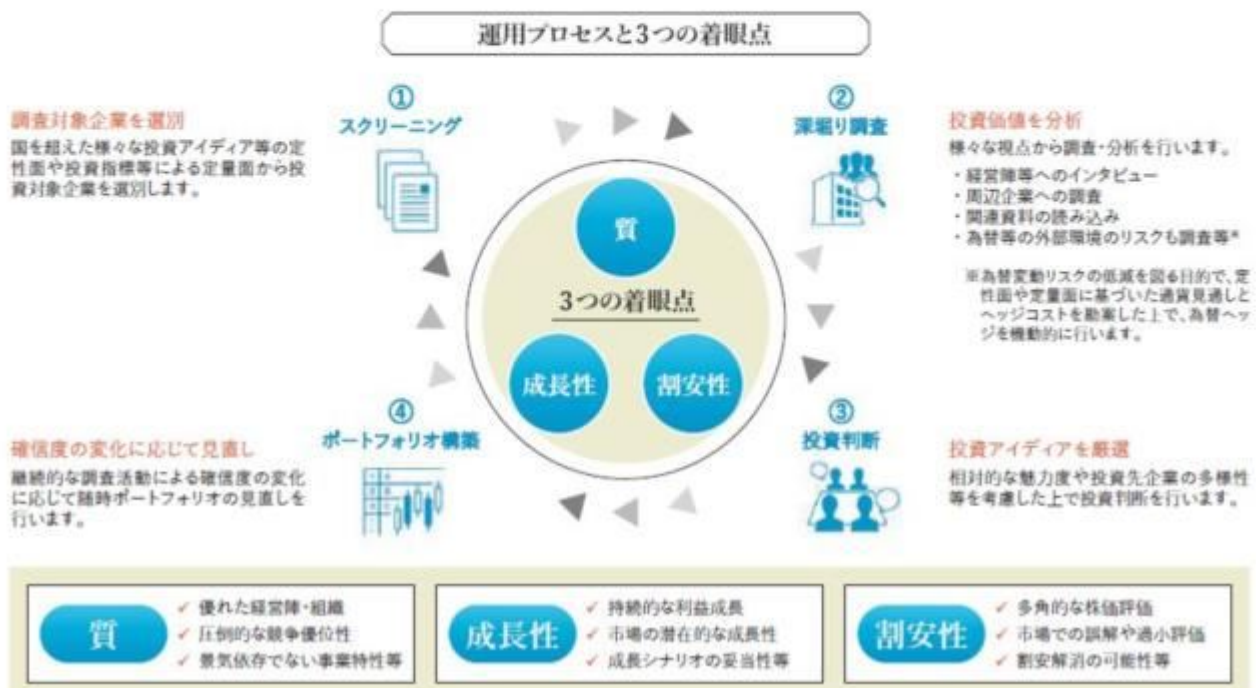 運用プロセスと3つの着眼点
①
スクリーニング
調査対象企業を選別
国を超えた様々な投資アイディア等の定
性面や投資指標等による定量面から投
資対象企業を選別します。
②
深堀り調査
投資価値を分析
様々な視点から調査・分析を行います。
・経営陣等へのインタビュー
・周辺企業への調査
・関連資料の読み込み
・為替等の外部環境のリスクも調査等*
※為替変動リスクの低減を図る目的で、定
性面や定量面に基づいた通貨見通しと
ヘッジコストを勘案した上で、為替ヘッ
ジを機動的に行います。
質
3つの着眼点
成長性
割安性
③
投資判断
投資アイディアを厳選
相対的な魅力度や投資先企業の多様性
等を考慮した上で投資判断を行います。
④
ポートフォリオ構築
確信度の変化に応じて見直し
継続的な調査活動による確信度の変化
に応じて随時ポートフォリオの見直しを
行います。
質
✓ 優れた経営陣・組織
✓ 圧倒的な競争優位性
✓ 景気依存でない事業特性等
成長性
✓ 持続的な利益成長
✓ 市場の潜在的な成長性
✓ 成長シナリオの妥当性等
割安性
✓ 多角的な株価評価
✓ 市場での誤解や過小評価
✓ 割安解消の可能性等